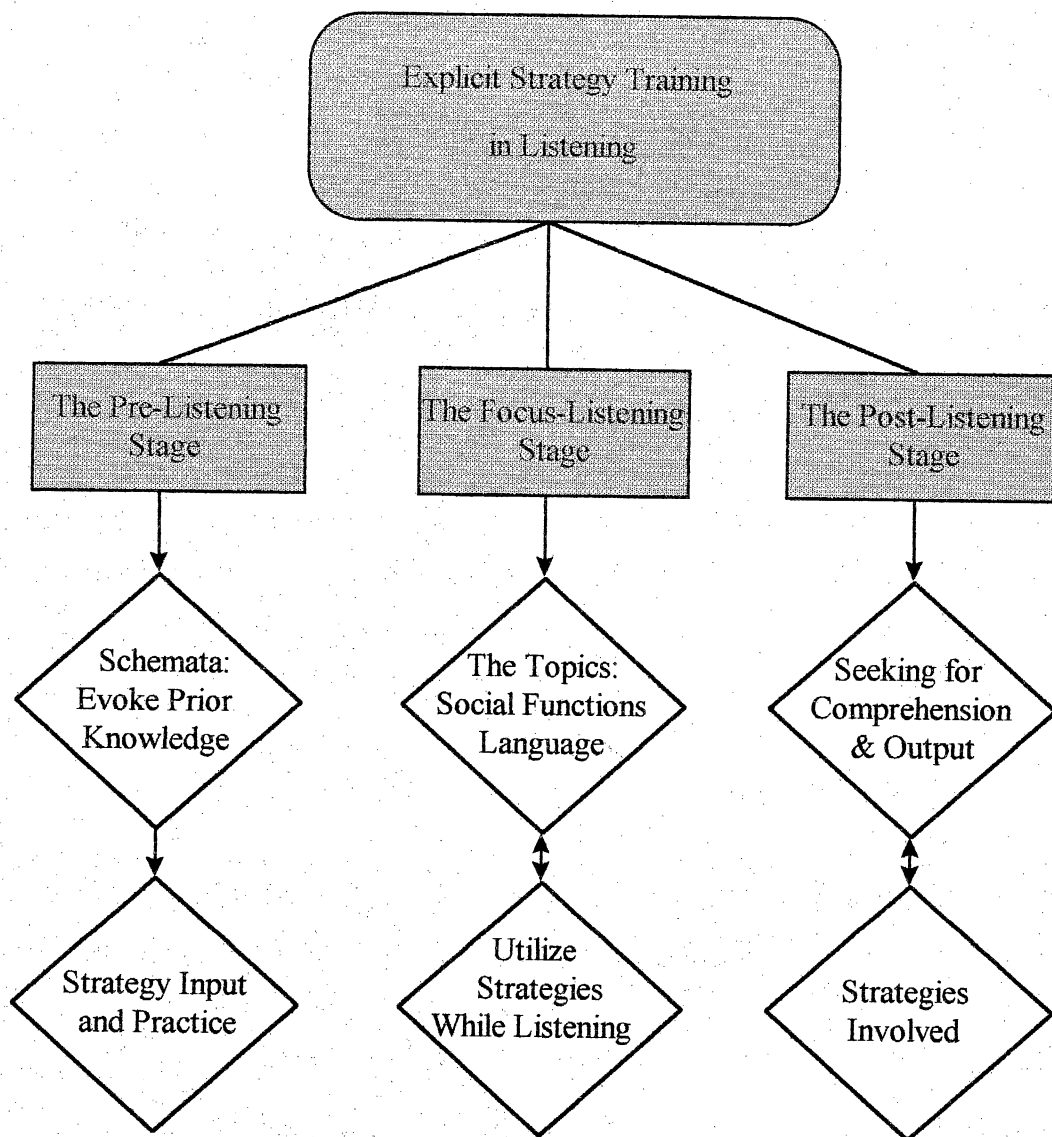 Explicit Strategy Training
in Listening
The Pre-Listening
Stage
The Focus-Listening
Stage
The Post-Listening
Stage
Schemata:
Evoke Prior
Knowledge
The Topics:
Social Functions
Language
Seeking for
Comprehension
& Output
Strategy Input
and Practice
Utilize
Strategies
While Listening
Strategies
Involved